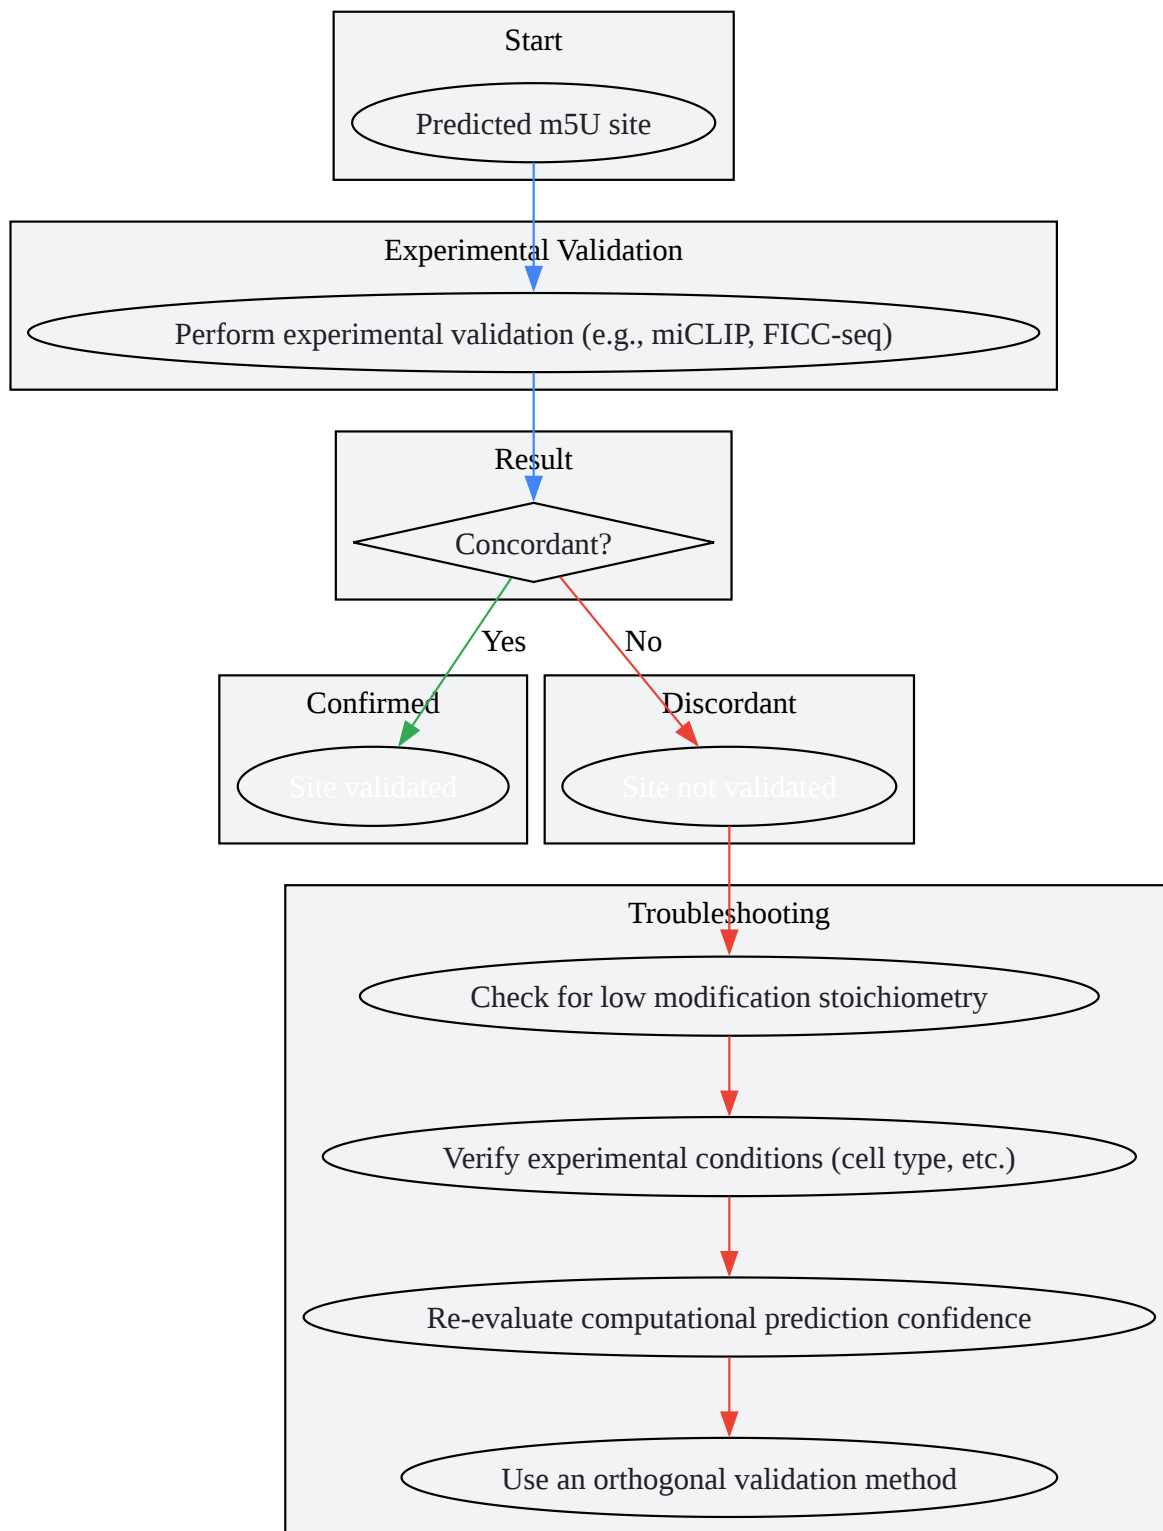 Start
Predicted m5U site
Experimental Validation
Perform experimental validation (e.g., miCLIP, FICC-seq)
Result
Concordant?
Yes
No
Confirmed
Discordant
Site validated
Site not validated
Troubleshooting
Check for low modification stoichiometry
Verify experimental conditions (cell type, etc.)
Re-evaluate computational prediction confidence
Use an orthogonal validation method